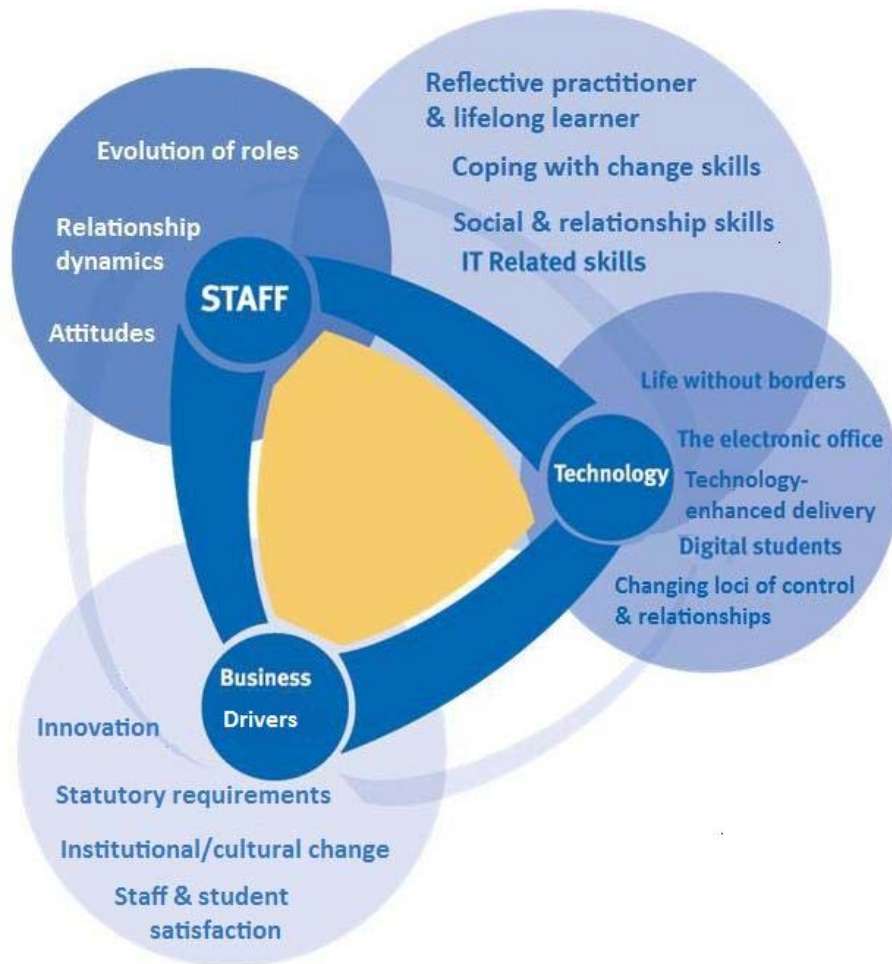 Evolution of roles
Relationship
dynamics
Attitudes
STAFF
Reflective practitioner
& lifelong learner
Coping with change skills
Social & relationship skills
IT Related skills
Technology
Life without borders
The electronic office
Technology-
enhanced delivery
Digital students
Changing loci of control
& relationships
Business
Drivers
Innovation
Statutory requirements
Institutional/cultural change
Staff & student
satisfaction